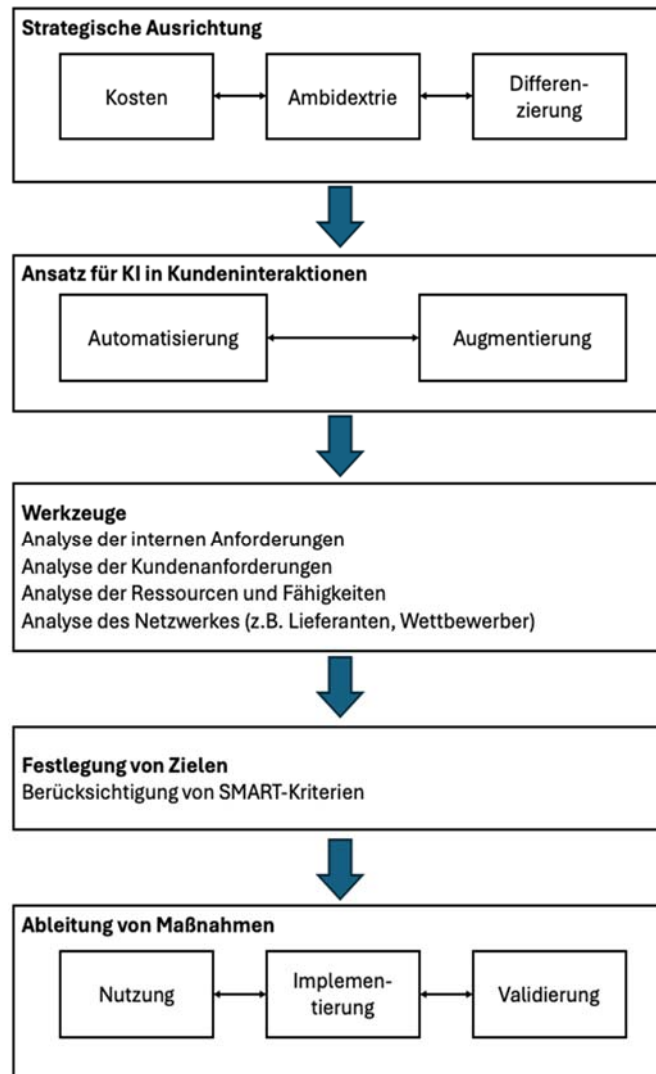 Strategische Ausrichtung
Kosten
Ambidextrie
Differen-
zierung
Ansatz für KI in Kundeninteraktionen
Automatisierung
Augmentierung
Werkzeuge
Analyse der internen Anforderungen
Analyse der Kundenanforderungen
Analyse der Ressourcen und Fähigkeiten
Analyse des Netzwerkes (z.B. Lieferanten, Wettbewerber)
Festlegung von Zielen
Berücksichtigung von SMART-Kriterien
Ableitung von Maßnahmen
Nutzung
Implemen-
tierung
Validierung